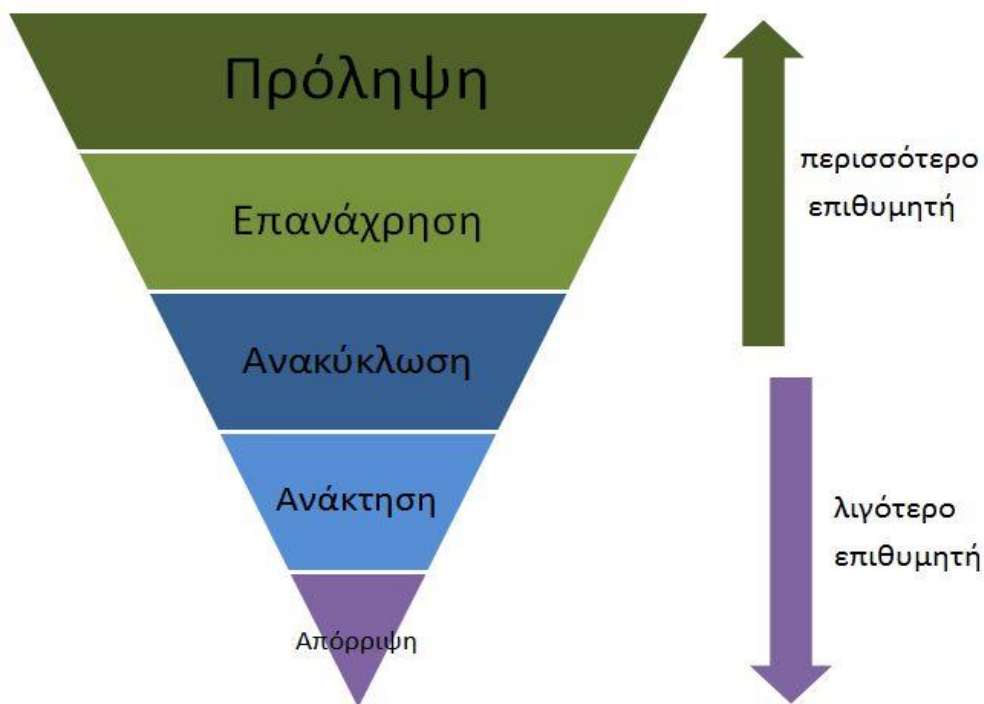 Πρόληψη
Επανάχρηση
Ανακύκλωση
Ανάκτηση
Απόρριψη
περισσότερο
επιθυμητή
λιγότερο
επιθυμητή